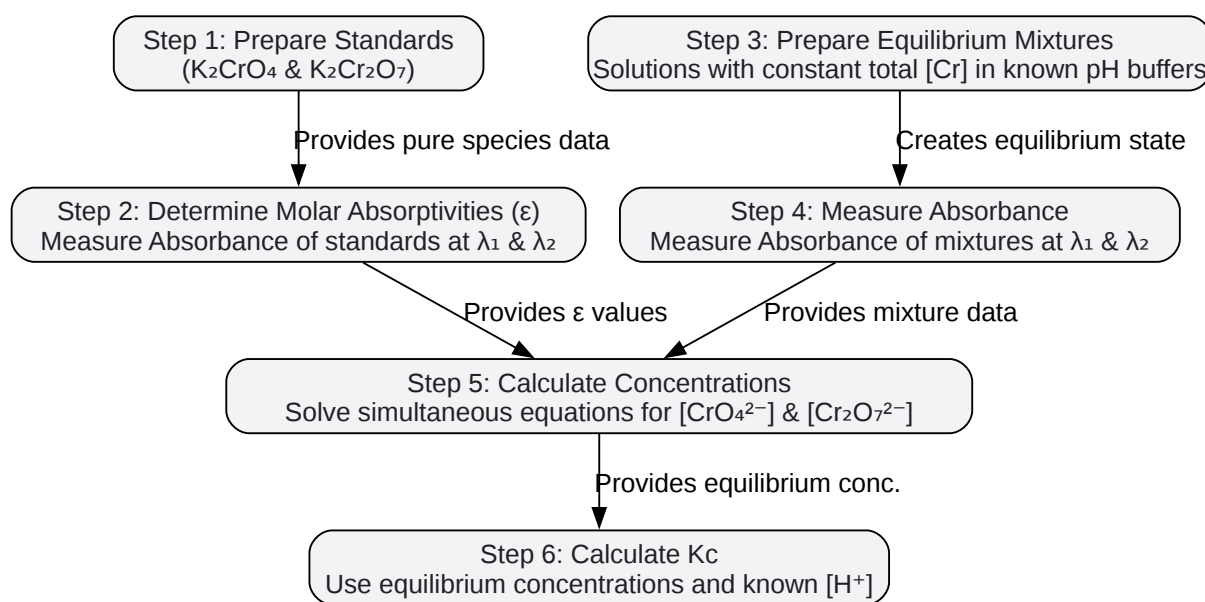 Step 1: Prepare Standards
(K₂CrO₄ & K₂Cr₂O₇)
Step 3: Prepare Equilibrium Mixtures
Solutions with constant total [Cr] in known pH buffers
Provides pure species data
Creates equilibrium state
Step 2: Determine Molar Absorptivities (ε)
Measure Absorbance of standards at λ₁ & λ₂
Step 4: Measure Absorbance
Measure Absorbance of mixtures at λ₁ & λ₂
Provides ε values
Provides mixture data
Step 5: Calculate Concentrations
Solve simultaneous equations for [CrO₄²⁻] & [Cr₂O₇²⁻]
Provides equilibrium conc.
Step 6: Calculate Kc
Use equilibrium concentrations and known [H⁺]